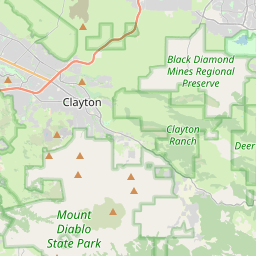 Black Diamond
Mines Regional
Preserve
Clayton
Clayton
Ranch
Deer
Mount
Diablo
State Park